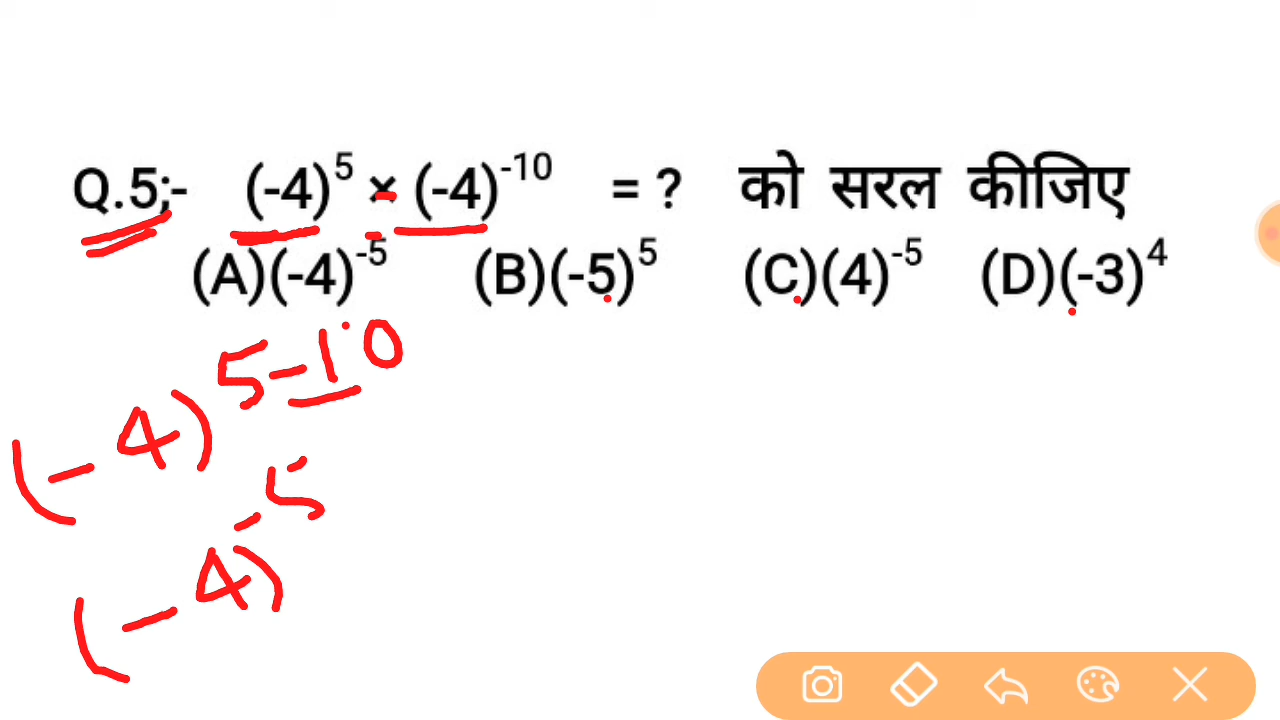 Q.5;- (-4)⁵ × (-4)⁻¹⁰ = ? को सरल कीजिए
(A)(-4)⁻⁵ (B)(-5)⁵ (C)(4)⁻⁵ (D)(-3)⁴
(-4)⁵⁻¹⁰
(-4)⁻⁵